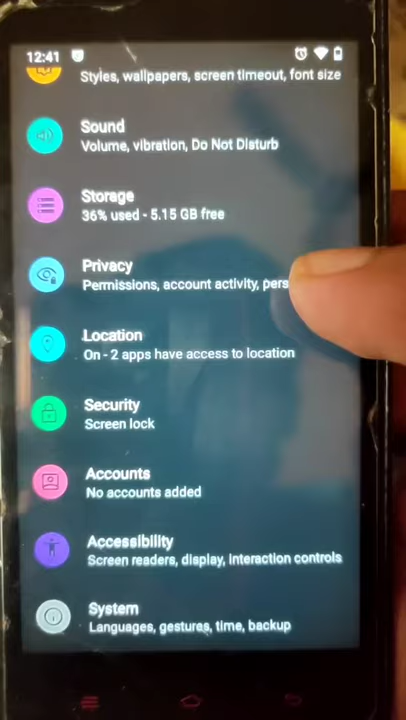 12:41
Styles, wallpapers, screen timeout, font size
Sound
Volume, vibration, Do Not Disturb
Storage
36% used - 5.15 GB free
Privacy
Permissions, account activity, pers
Location
On - 2 apps have access to location
Security
Screen lock
Accounts
No accounts added
Accessibility
Screen readers, display, interaction controls
System
Languages, gestures, time, backup